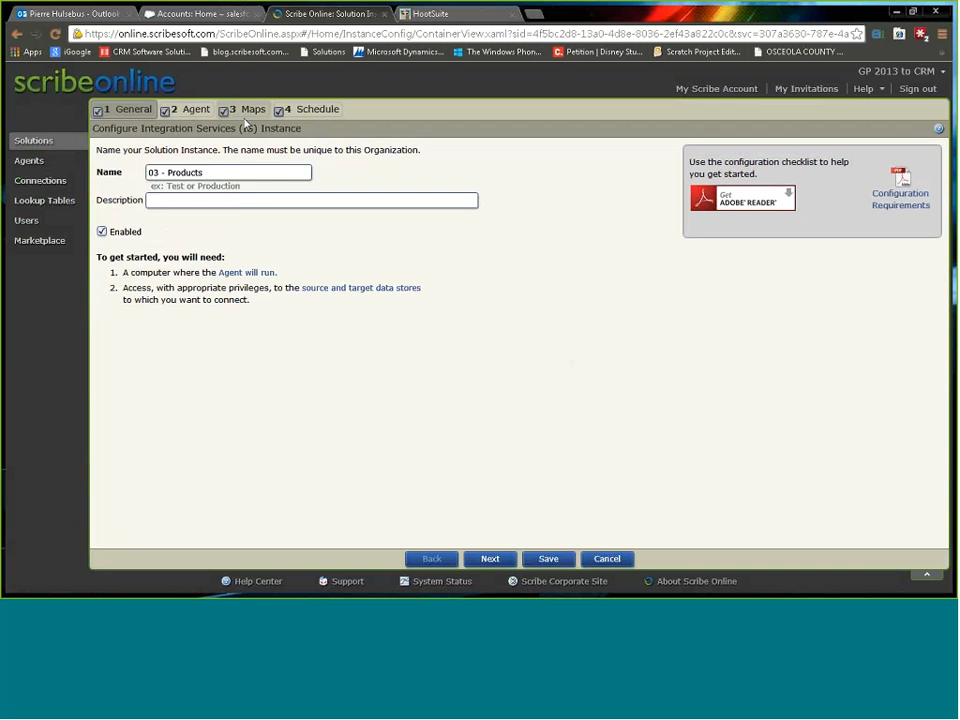 Pierre Hulsebus - Outlook
Accounts: Home ~ salesfo
Scribe Online: Solution In
HootSuite
https://online.scribesoft.com/ScribeOnline.aspx#/Home/InstanceConfig/ContainerView.xaml?sid=4f5bc2d8-13a0-4d8e-8036-2ef43a8caca3&svc=307a3630-787e-4a
Apps
iGoogle
CRM Software Soluti...
blog.scribesoft.com...
Solutions
Microsoft Dynamics...
The Windows Phon...
Petition | Disney Stu...
Scratch Project Edit...
OSCEOLA COUNTY ...
scribeonline
GP 2013 to CRM
My Scribe Account | My Invitations | Help | Sign out
1 General
2 Agent
3 Maps
4 Schedule
Solutions
Agents
Connections
Lookup Tables
Users
Marketplace
Configure Integration Services (IS) Instance
Name your Solution Instance. The name must be unique to this Organization.
Name 03 - Products
ex: Test or Production
Description
Enabled
To get started, you will need:
1. A computer where the Agent will run.
2. Access, with appropriate privileges, to the source and target data stores
to which you want to connect.
Use the configuration checklist to help
you get started.
Get
ADOBE® READER®
Configuration
Requirements
Back
Next
Save
Cancel
Help Center
Support
System Status
Scribe Corporate Site
About Scribe Online